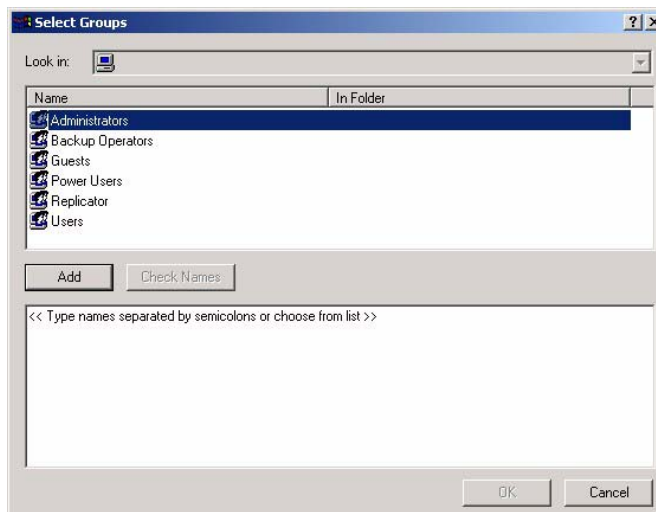 Select Groups
Look in:
Name In Folder
Administrators
Backup Operators
Guests
Power Users
Replicator
Users
Add Check Names
<< Type names separated by semicolons or choose from list >>
OK Cancel